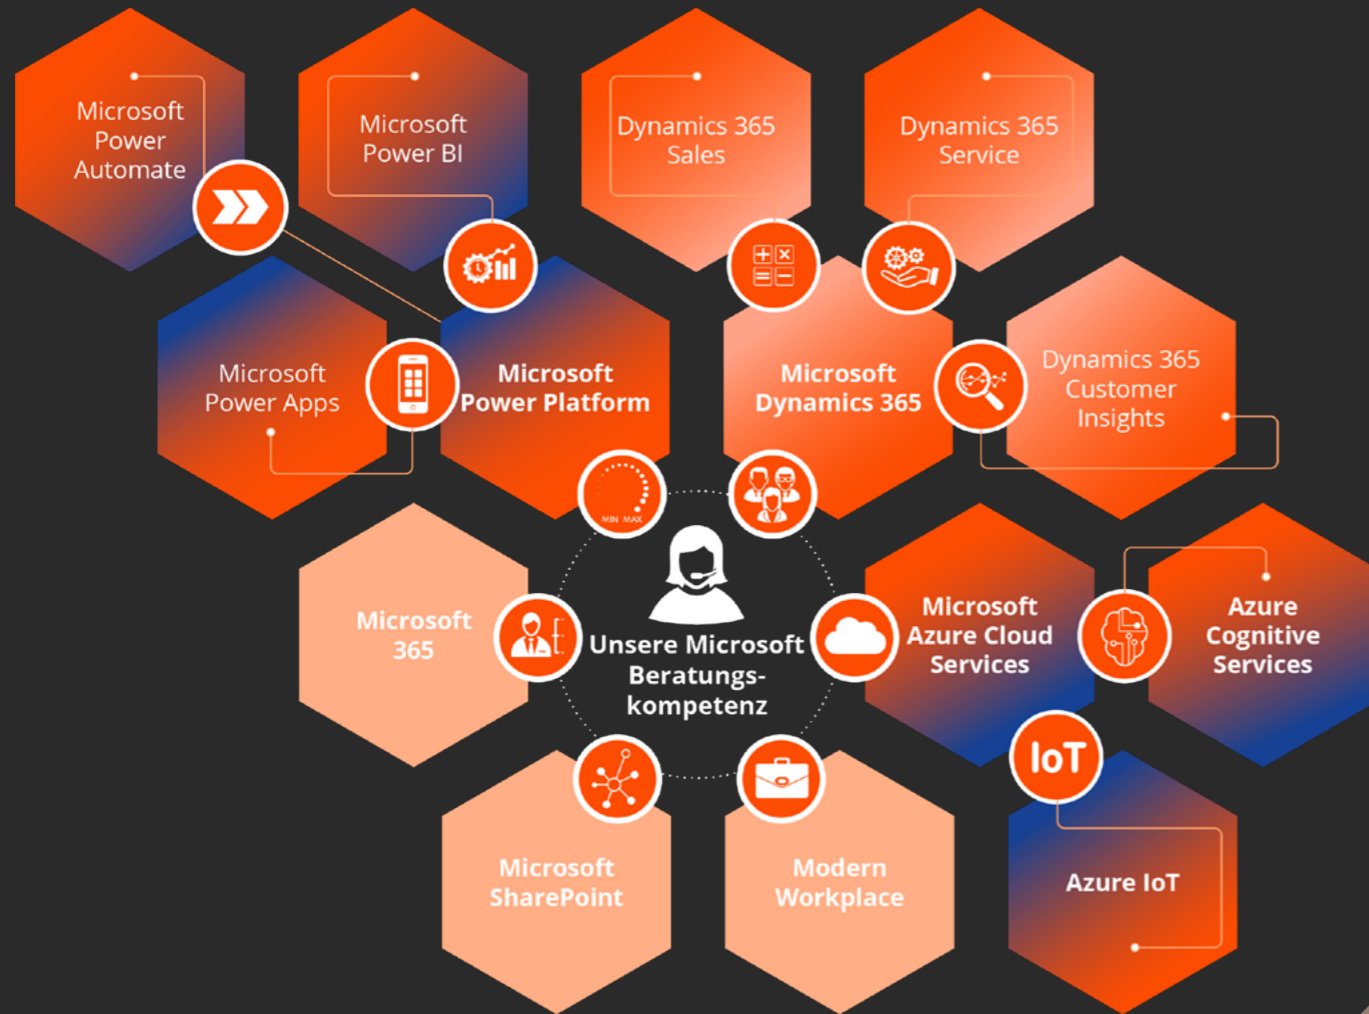 Microsoft
Power
Automate
Microsoft
Power BI
Dynamics 365
Sales
Dynamics 365
Service
Microsoft
Power Apps
Microsoft
Power Platform
Microsoft
Dynamics 365
Dynamics 365
Customer
Insights
MIN MAX
Microsoft
365
Unsere Microsoft
Beratungs-
kompetenz
Microsoft
Azure Cloud
Services
Azure
Cognitive
Services
IoT
Microsoft
SharePoint
Modern
Workplace
Azure IoT